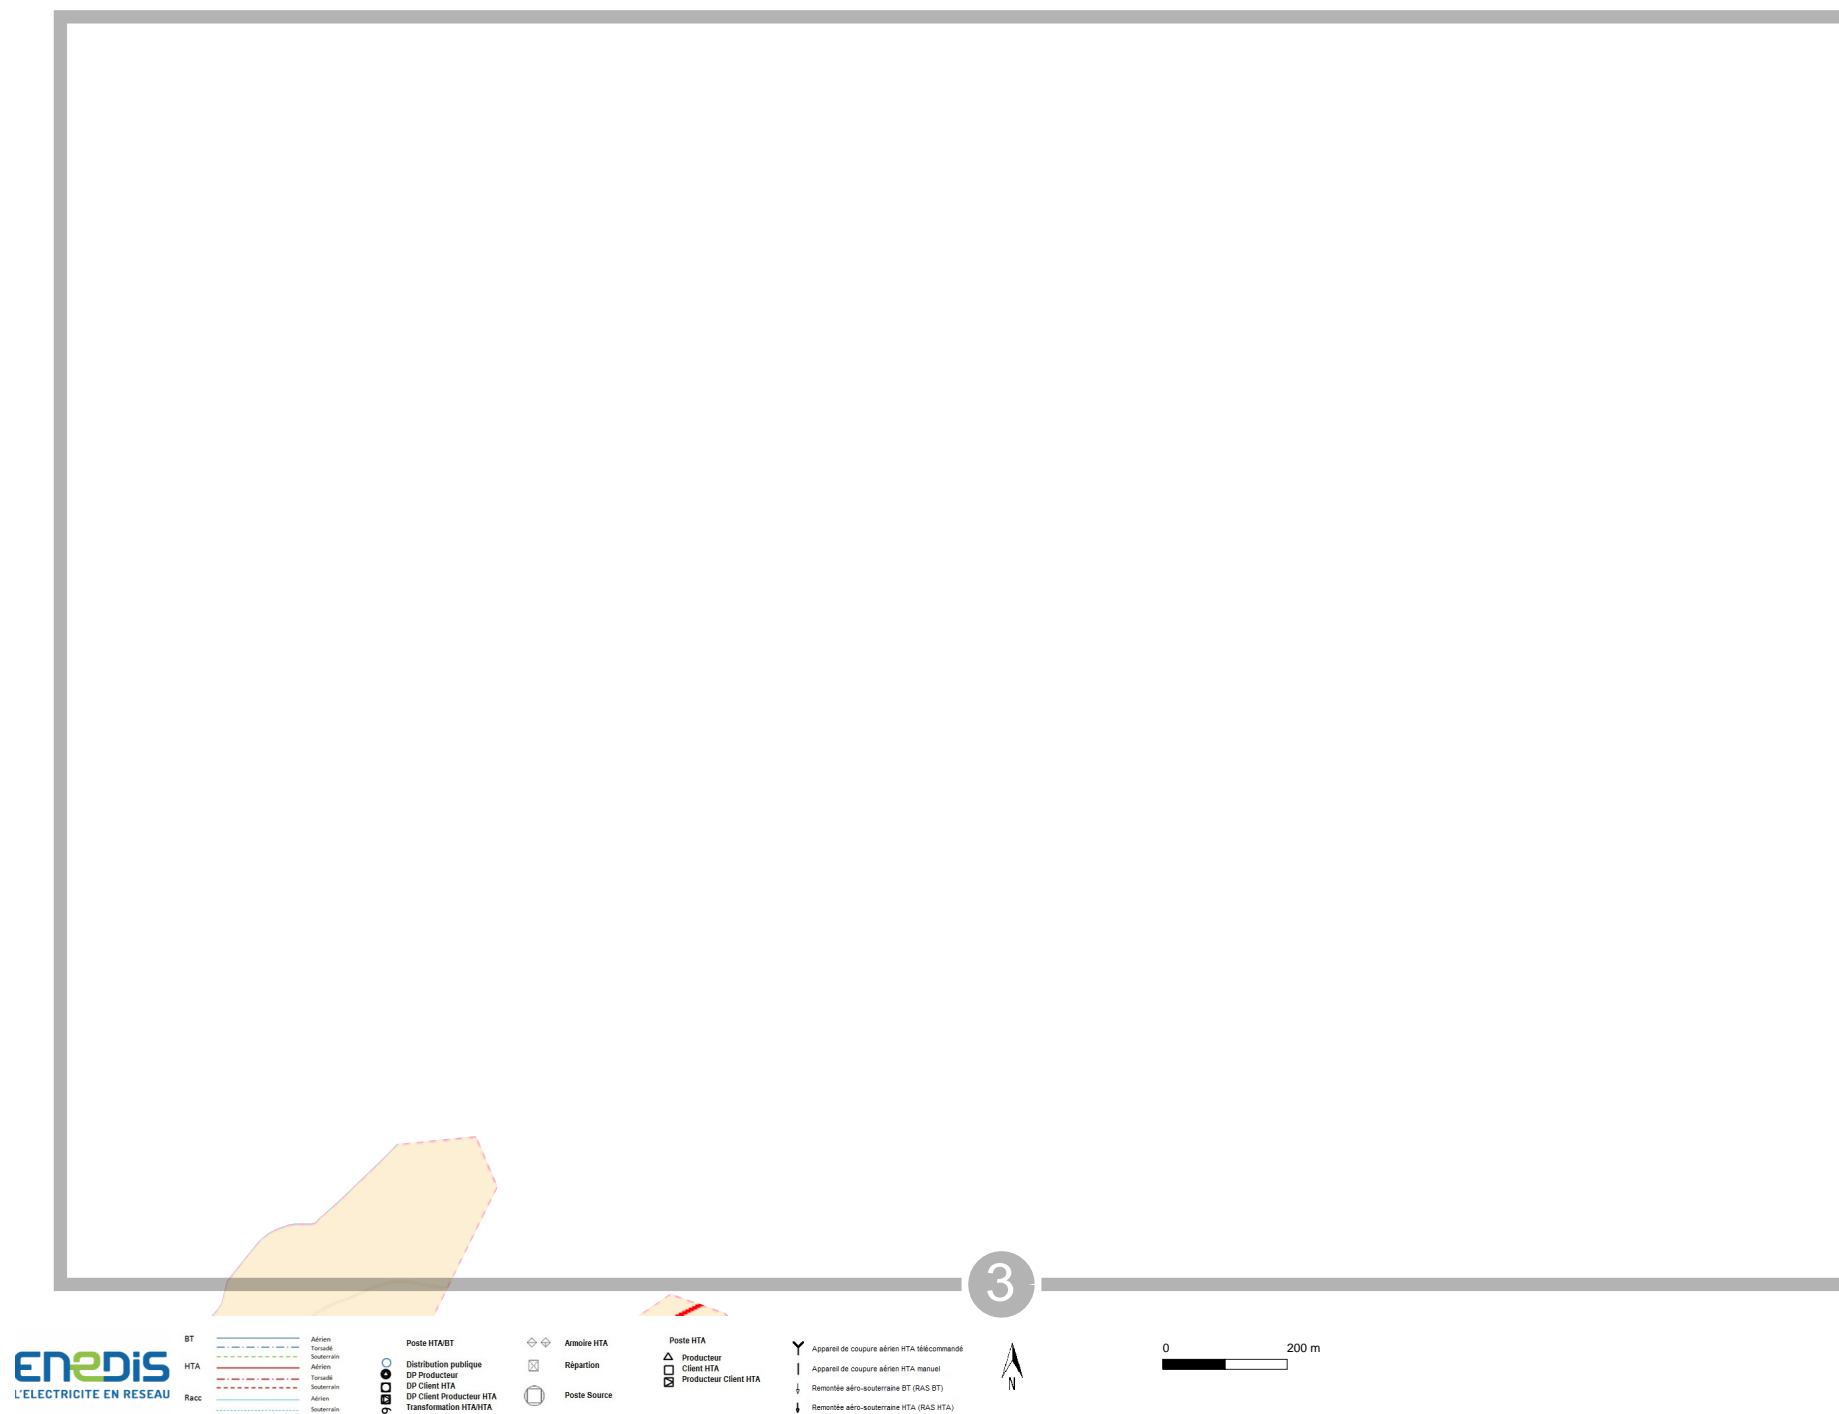 3
ENEDIS
L'ELECTRICITE EN RESEAU
BT
Aérien
Torsadé
Souterrain
HTA
Aérien
Torsadé
Souterrain
Racc
Aérien
Souterrain
Poste HTA/BT
Distribution publique
DP Producteur
DP Client HTA
DP Client Producteur HTA
Transformation HTA/HTA
Armoire HTA
Répartion
Poste Source
Poste HTA
Producteur
Client HTA
Producteur Client HTA
Appareil de coupure aérien HTA télécommandé
Appareil de coupure aérien HTA manuel
Remontée aéro-souterraine BT (RAS BT)
Remontée aéro-souterraine HTA (RAS HTA)
N
0 200 m